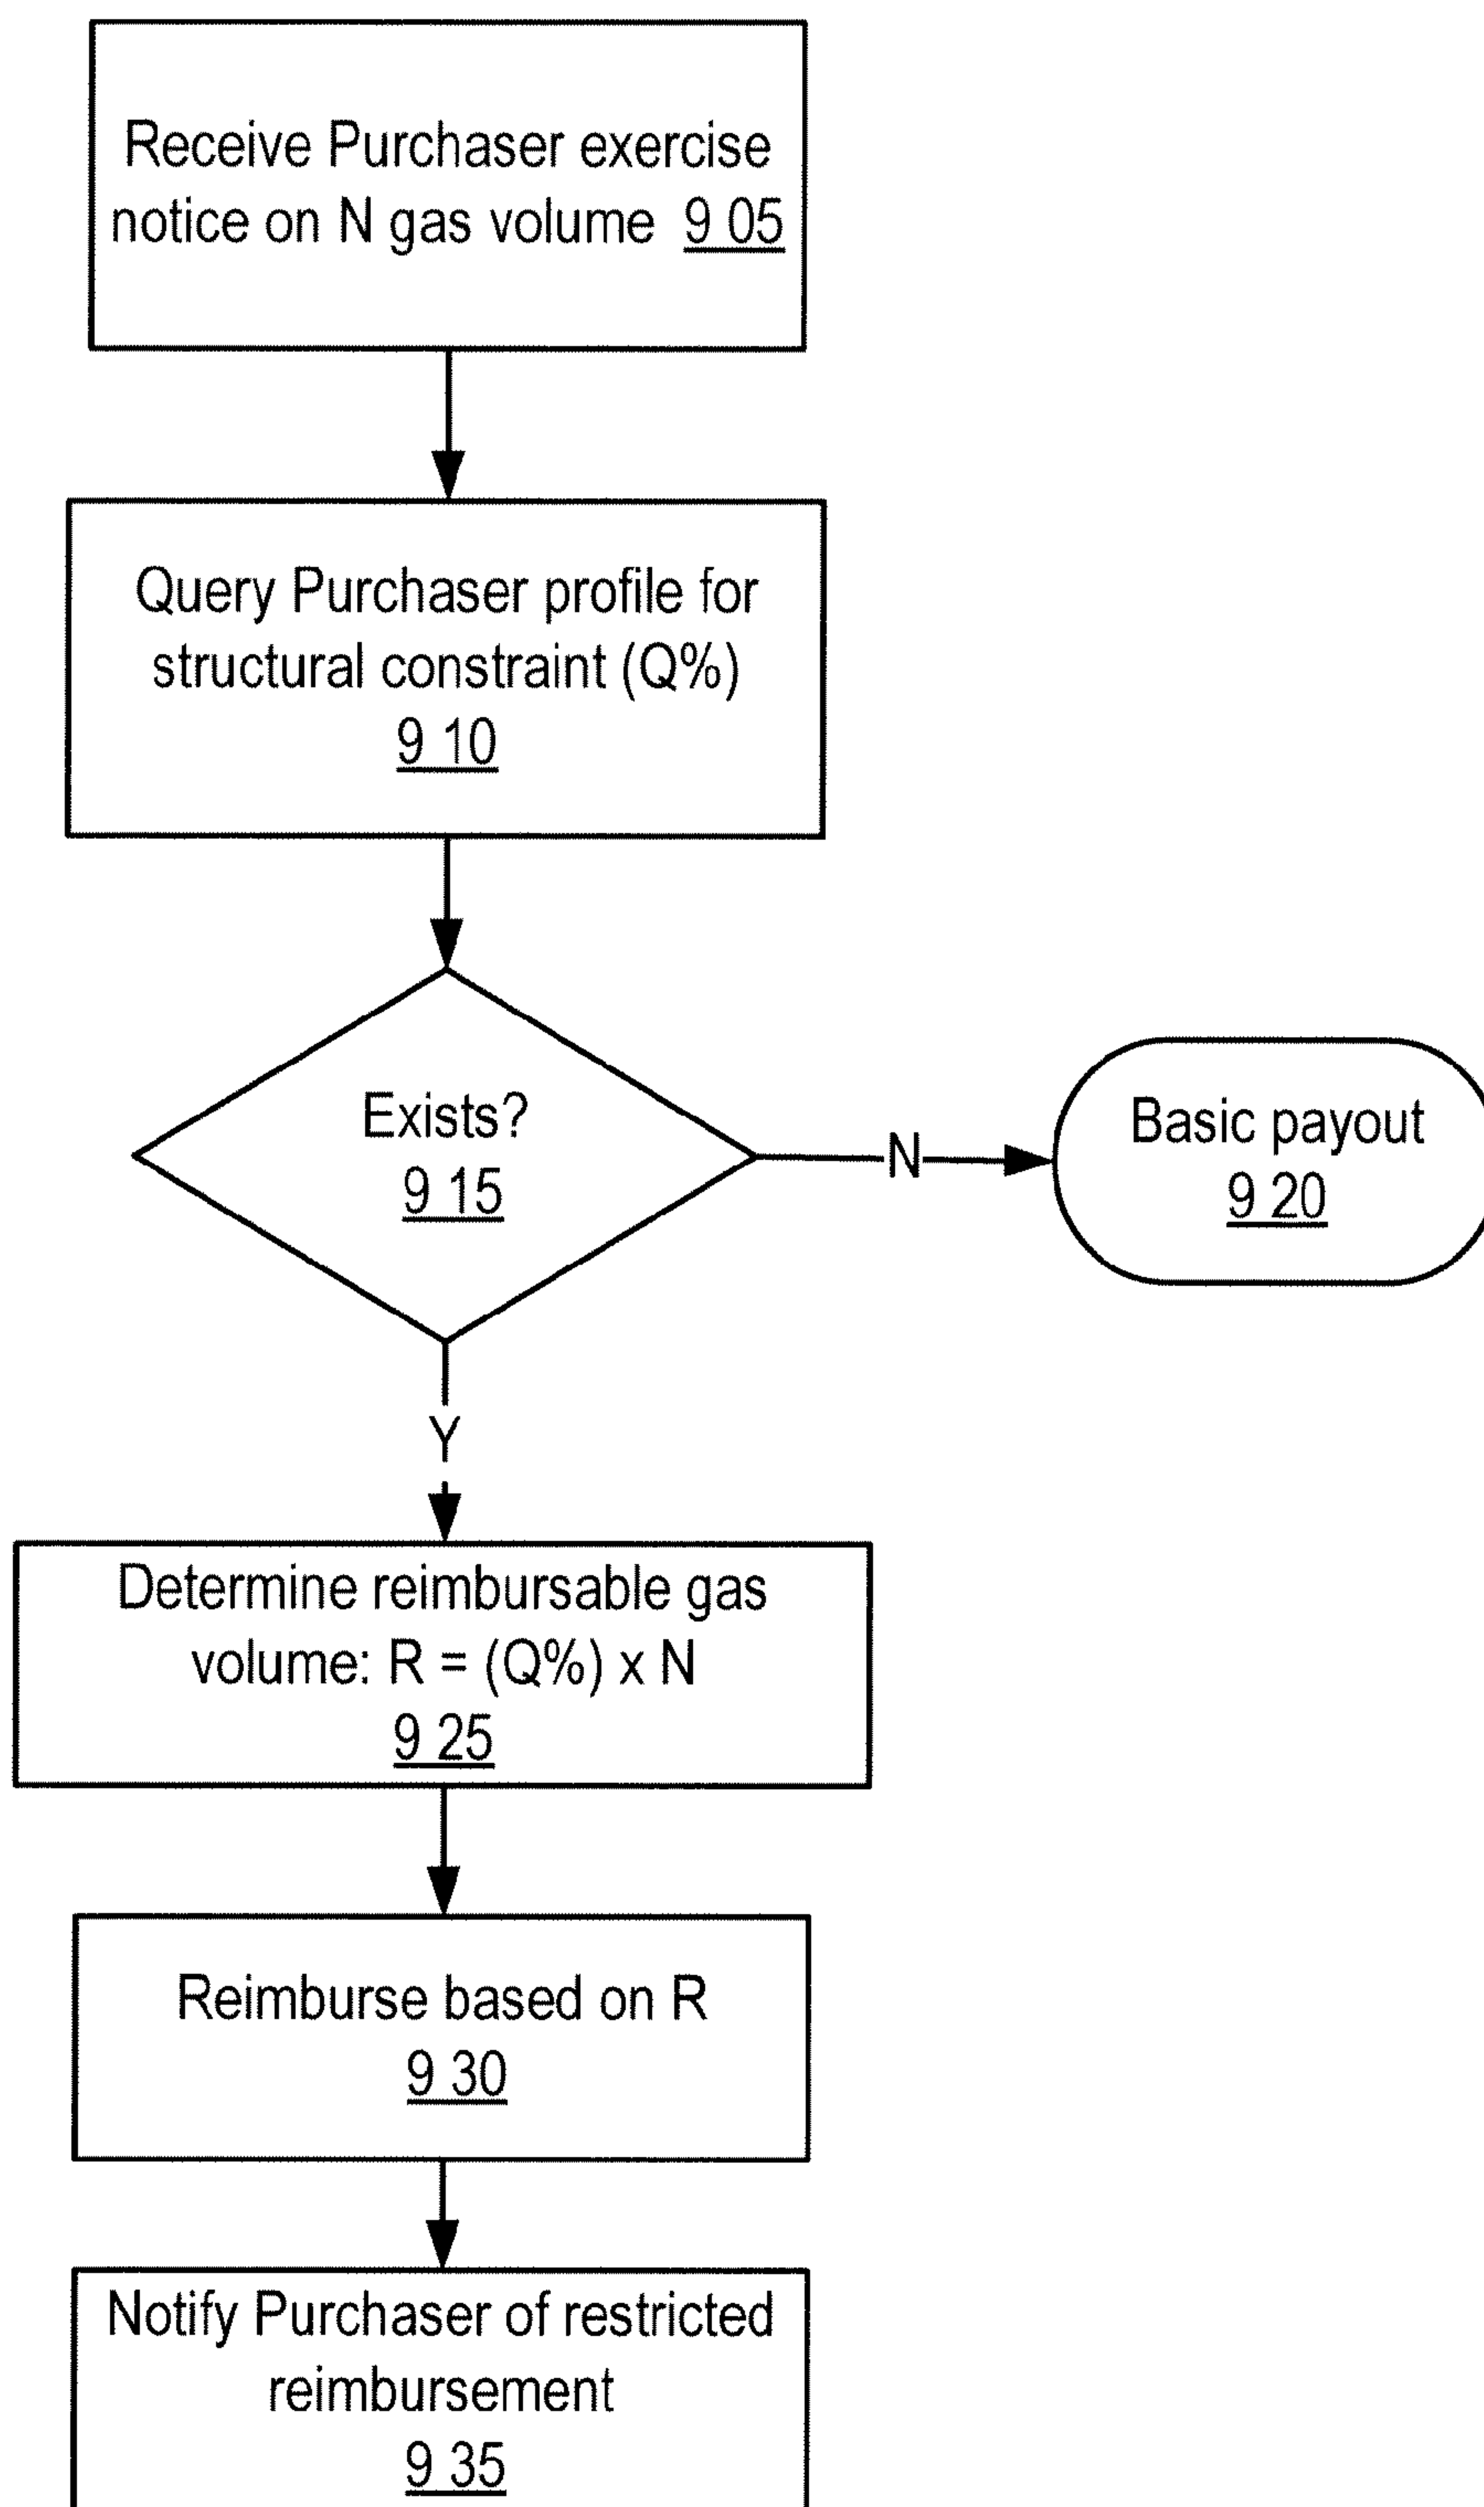 Receive Purchaser exercise
notice on N gas volume 9 05
Query Purchaser profile for
structural constraint (Q%)
9 10
Exists?
9 15
N
Basic payout
9 20
Y
Determine reimbursable gas
volume: R = (Q%) x N
9 25
Reimburse based on R
9 30
Notify Purchaser of restricted
reimbursement
9 35